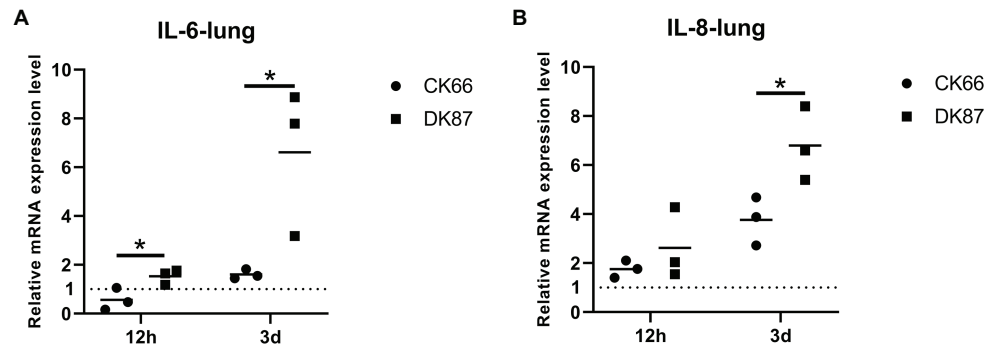 A
IL-6-lung
Relative mRNA expression level
10
8
6
4
2
1
0
*
*
12h
3d
CK66
DK87
B
IL-8-lung
Relative mRNA expression level
10
8
6
4
2
1
0
*
12h
3d
CK66
DK87